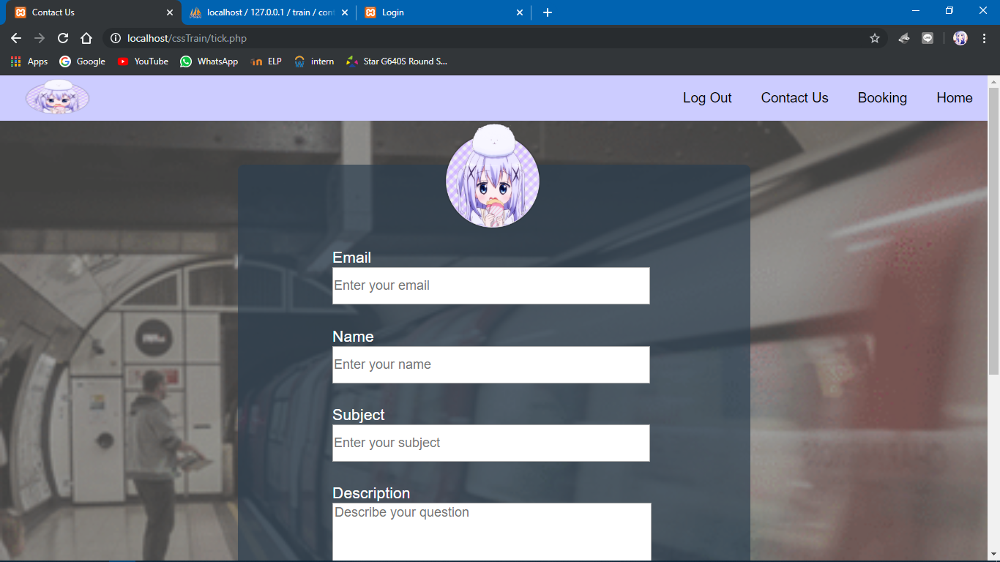 Contact Us
localhost / 127.0.0.1 / train / cont
Login
localhost/cssTrain/tick.php
Apps
Google
YouTube
WhatsApp
ELP
intern
Star G640S Round S...
Log Out
Contact Us
Booking
Home
Email
Enter your email
Name
Enter your name
Subject
Enter your subject
Description
Describe your question